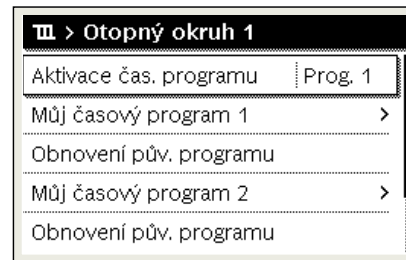 > Otopný okruh 1
Aktivace čas. programu Prog. 1
Můj časový program 1 >
Obnovení pův. programu
Můj časový program 2 >
Obnovení pův. programu